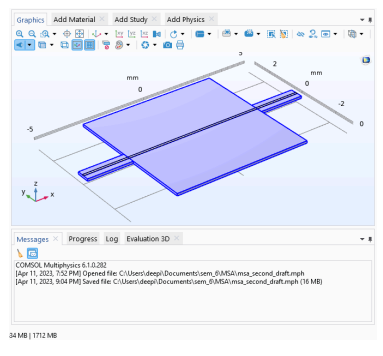 Graphics Add Material Add Study Add Physics
5
mm
0
-5
2
mm
0
-2
0
z
y
x
Messages Progress Log Evaluation 3D
COMSOL Multiphysics 6.1.0.282
[Apr 11, 2023, 7:52 PM] Opened file: C:\Users\deepi\Documents\sem_6\MSA\msa_second_draft.mph
[Apr 11, 2023, 9:04 PM] Saved file: C:\Users\deepi\Documents\sem_6\MSA\msa_second_draft.mph (16 MB)
34 MB | 1712 MB